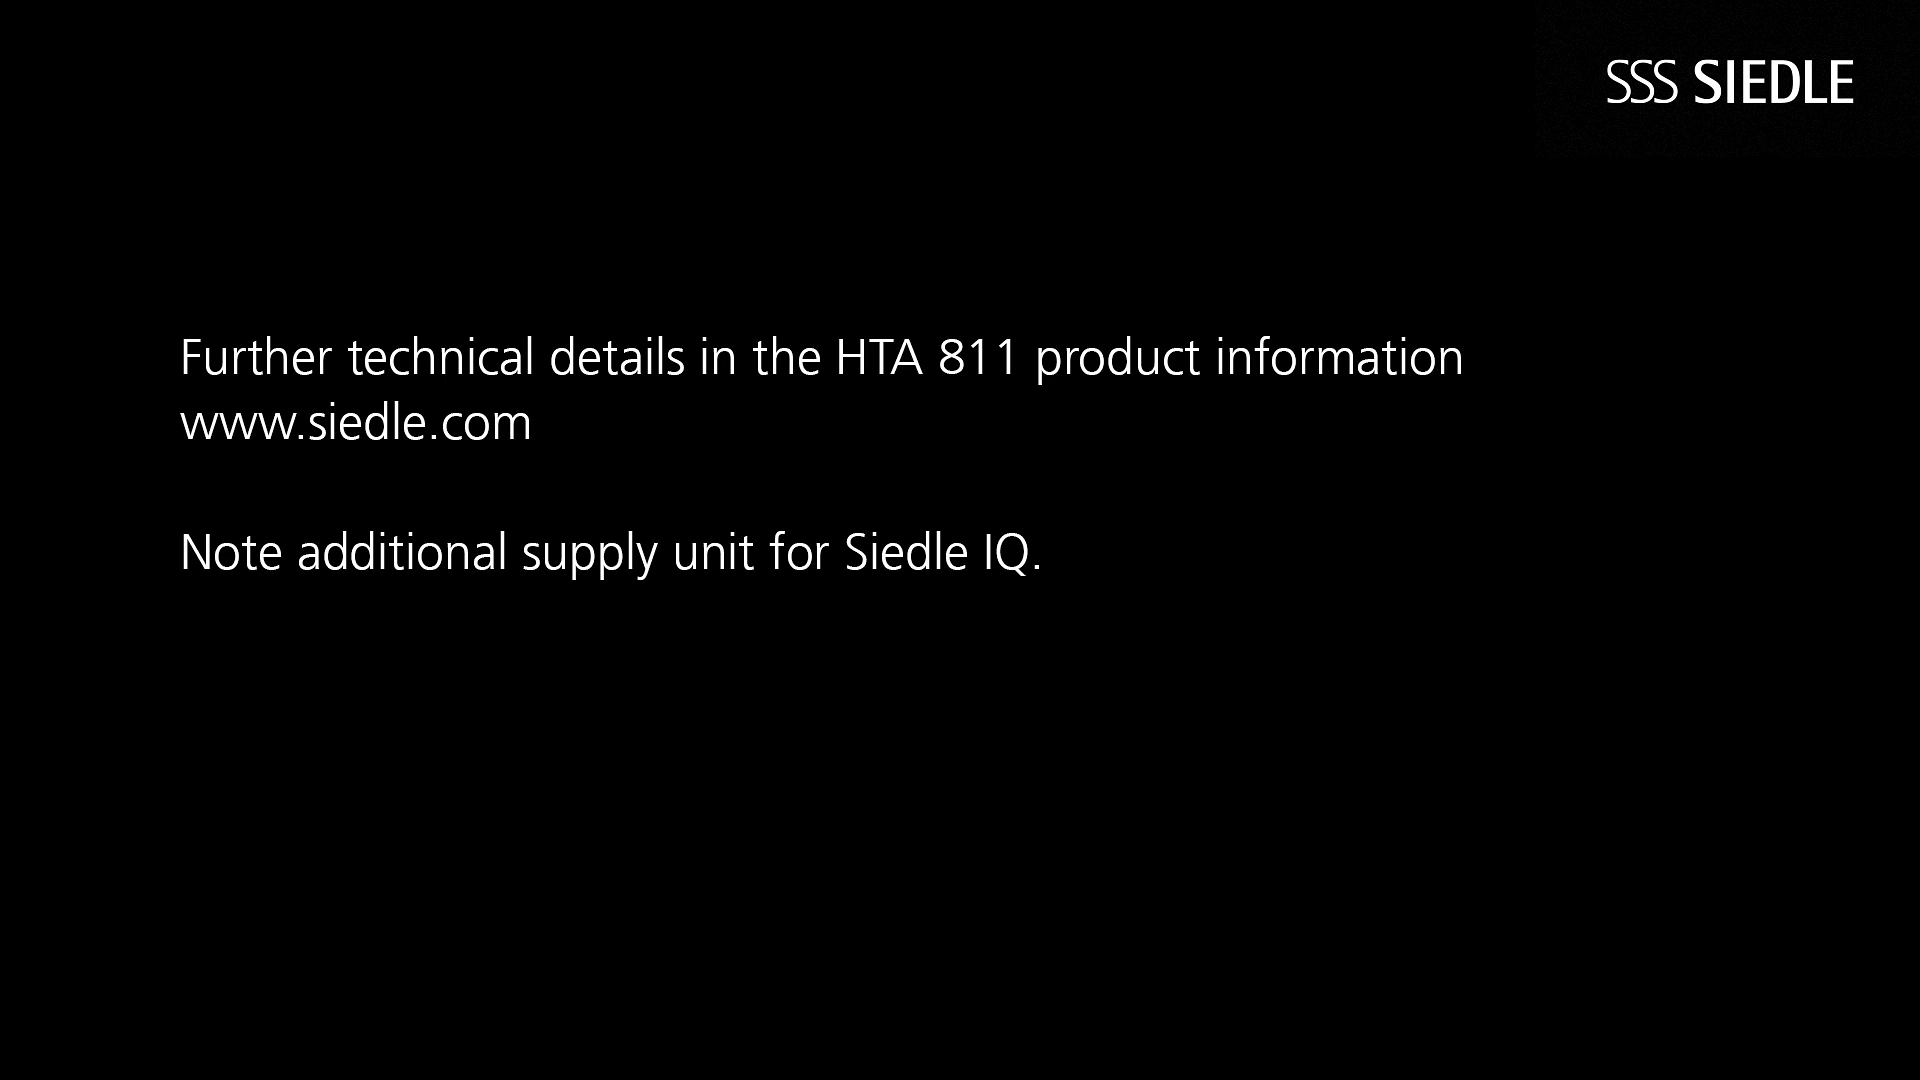 SSS SIEDLE
Further technical details in the HTA 811 product information
www.siedle.com
Note additional supply unit for Siedle IQ.